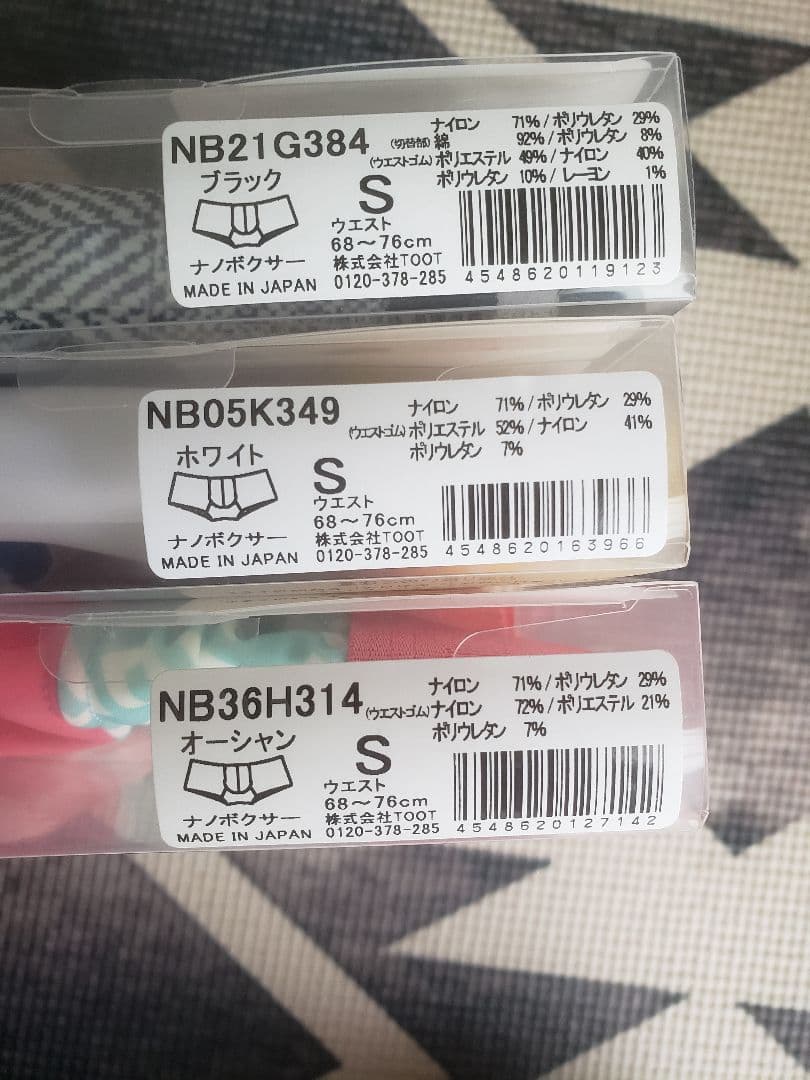 NB21G384
ナイロン 71% / ポリウレタン 29%
(切替部) 綿 92% / ポリウレタン 8%
(ウエストゴム) ポリエステル 49% / ナイロン 40%
ポリウレタン 10% / レーヨン 1%
ブラック
S
ウエスト
68～76cm
ナノボクサー
株式会社TOOT
MADE IN JAPAN
0120-378-285
4548620119123
NB05K349
ナイロン 71% / ポリウレタン 29%
(ウエストゴム) ポリエステル 52% / ナイロン 41%
ポリウレタン 7%
ホワイト
S
ウエスト
68～76cm
ナノボクサー
株式会社TOOT
MADE IN JAPAN
0120-378-285
4548620163966
NB36H314
ナイロン 71% / ポリウレタン 29%
(ウエストゴム) ナイロン 72% / ポリエステル 21%
ポリウレタン 7%
オーシャン
S
ウエスト
68～76cm
ナノボクサー
株式会社TOOT
MADE IN JAPAN
0120-378-285
4548620127142